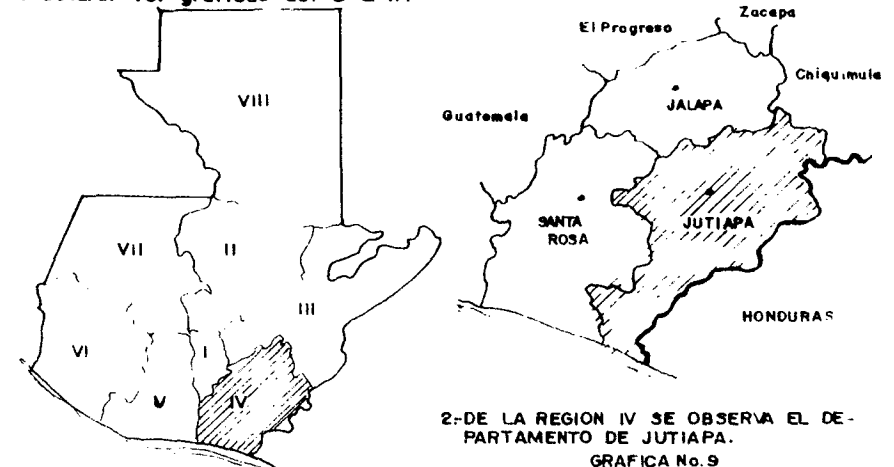 VIII
VII
II
III
VI
I
V
IV
El Progreso
Zacapa
Chiquimula
Guatemala
JALAPA
SANTA
ROSA
JUTIAPA
HONDURAS
2.-DE LA REGION IV SE OBSERVA EL DE-
PARTAMENTO DE JUTIAPA.
GRAFICA No. 9